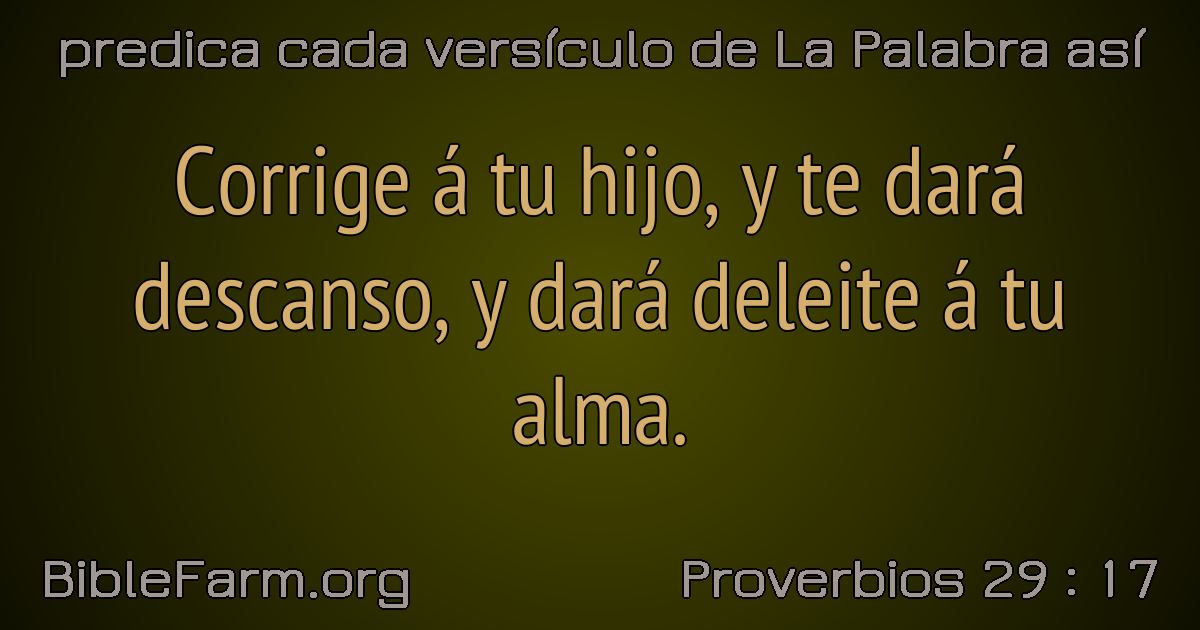 predica cada versículo de La Palabra así
Corrige á tu hijo, y te dará
descanso, y dará deleite á tu
alma.
BibleFarm.org
Proverbios 29 : 17